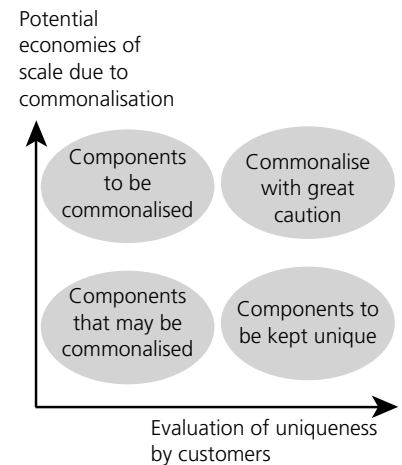 Potential
economies of
scale due to
commonalisation
Components
to be
commonalised
Commonalise
with great
caution
Components
that may be
commonalised
Components to
be kept unique
Evaluation of uniqueness
by customers